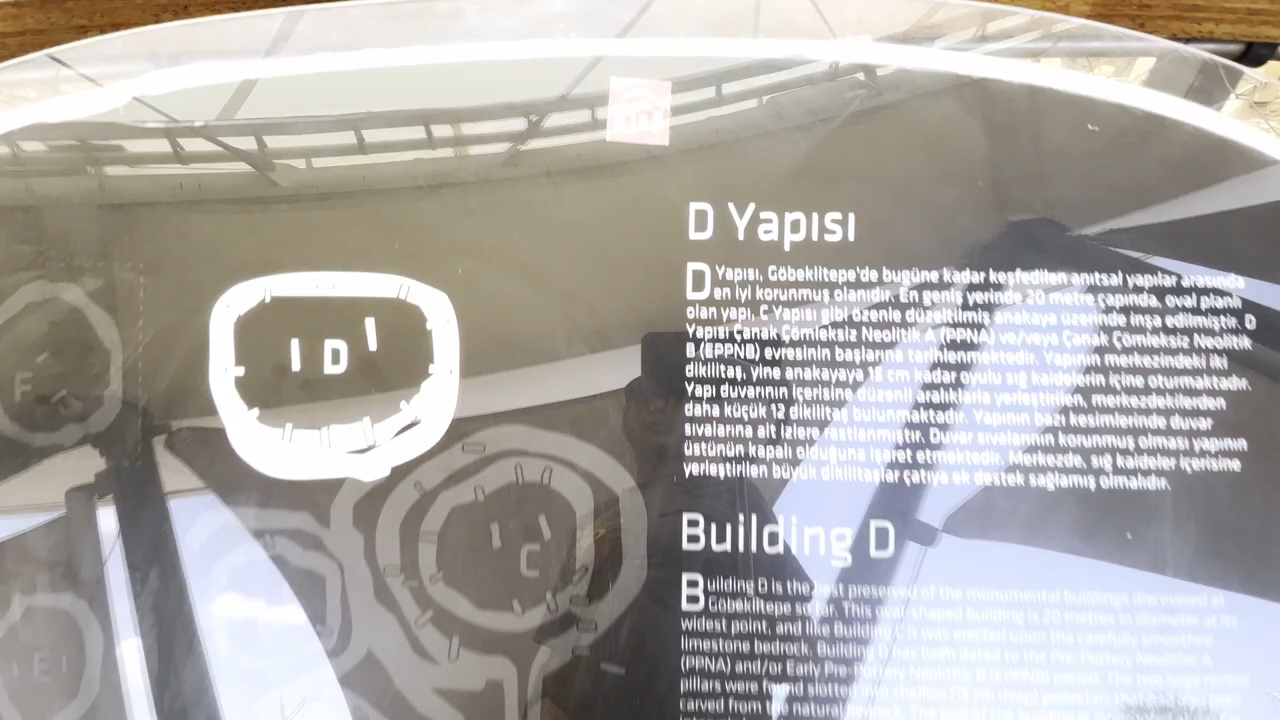 D Yapısı
D Yapısı, Göbeklitepe'de bugüne kadar keşfedilen anıtsal yapılar arasında
en iyi korunmuş olanıdır. En geniş yerinde 20 metre çapında, oval planlı
olan yapı, C Yapısı gibi özenle düzeltilmiş anakaya üzerinde inşa edilmiştir. D
Yapısı Çanak Çömleksiz Neolitik A (PPNA) ve/veya Çanak Çömleksiz Neolitik
B (EPPNB) evresinin başlarına tarihlenmektedir. Yapının merkezindeki iki
dikilitaş, yine anakayaya 15 cm kadar oyulu sığ kaidelerin içine oturmaktadır.
Yapı duvarının içerisine düzenli aralıklarla yerleştirilen, merkezdekilerden
daha küçük 12 dikilitaş bulunmaktadır. Yapının bazı kesimlerinde duvar
sıvalarına ait izlere rastlanmıştır. Duvar sıvalarının korunmuş olması yapının
üstünün kapalı olduğuna işaret etmektedir. Merkezde, sığ kaideler içerisine
yerleştirilen büyük dikilitaşlar çatıya ek destek sağlamış olmalıdır.
Building D
Building D is the best preserved of the monumental buildings discovered at
Göbeklitepe so far. This oval shaped building is 20 metres in diameter at its
widest point, and like Building C it was erected upon the carefully smoothed
limestone bedrock. Building D has been dated to the Pre-Pottery Neolithic A
(PPNA) and/or Early Pre-Pottery Neolithic B (EPPNB) period. The two large central
pillars were found slotted into shallow (15 cm deep) pedestals that
carved from the natural bedrock. The
D
F
C
E